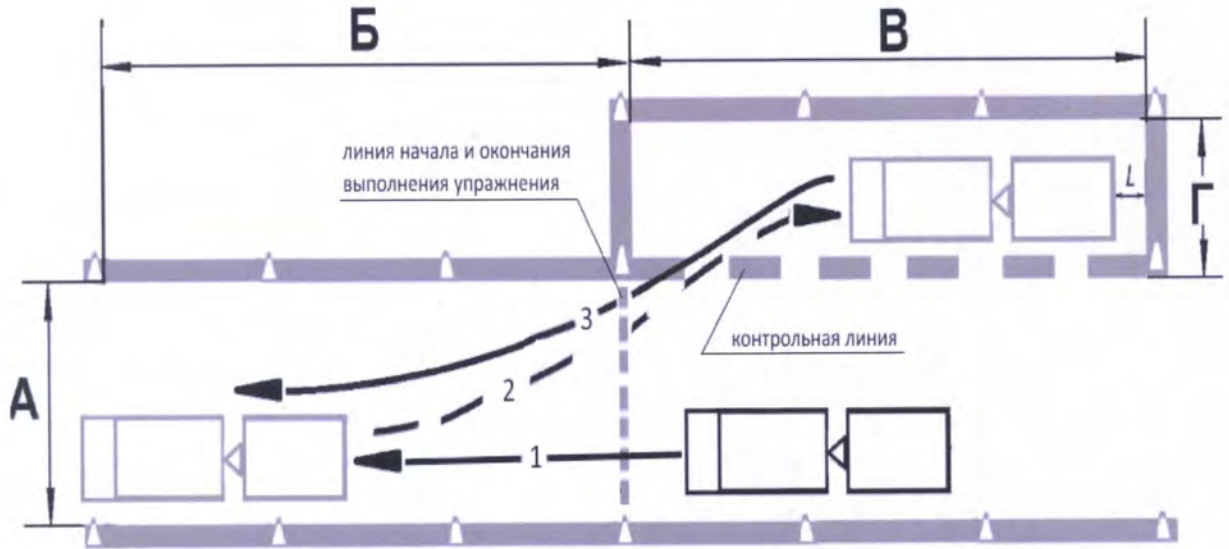 Б
В
линия начала и окончания
выполнения упражнения
L
Г
3
контрольная линия
А
2
1